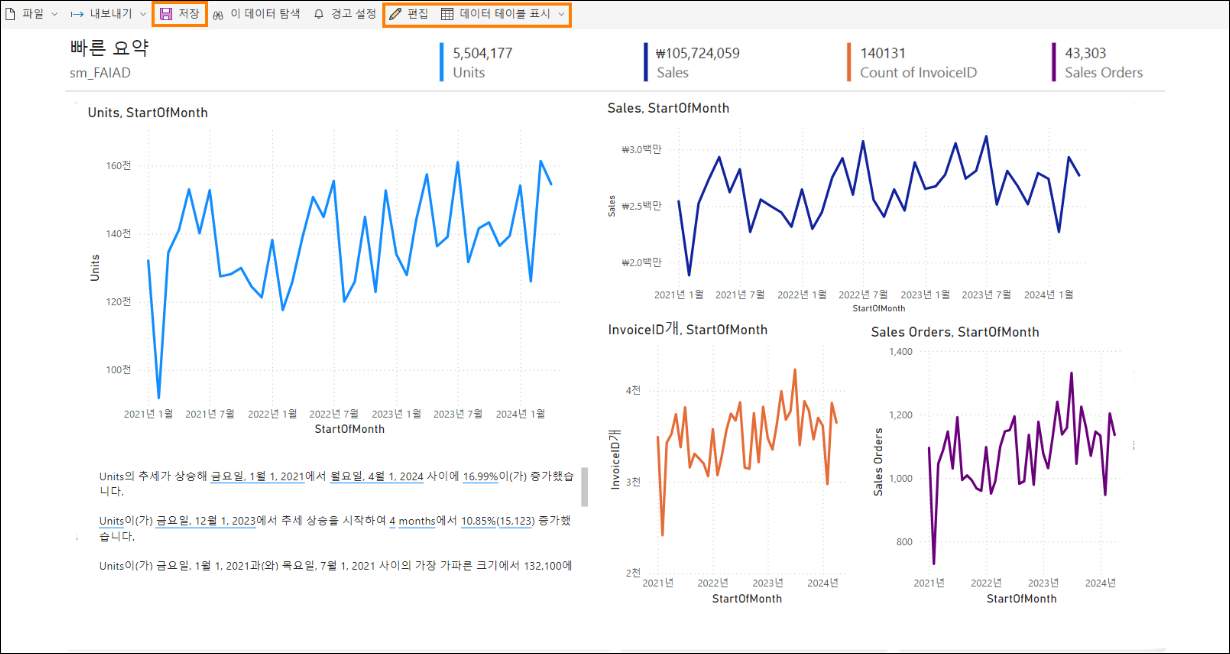 파일 내보내기 저장 이 데이터 탐색 경고 설정 편집 데이터 테이블 표시
빠른 요약
sm_FAIAD
5,504,177
Units
₩105,724,059
Sales
140131
Count of InvoiceID
43,303
Sales Orders
Units, StartOfMonth
160천
140천
120천
100천
Units
2021년 1월 2021년 7월 2022년 1월 2022년 7월 2023년 1월 2023년 7월 2024년 1월
StartOfMonth
Units의 추세가 상승해 금요일, 1월 1, 2021에서 월요일, 4월 1, 2024 사이에 16.99%이(가) 증가했습
니다.
Units이(가) 금요일, 12월 1, 2023에서 추세 상승을 시작하여 4 months에서 10.85%(15,123) 증가했
습니다.
Units이(가) 금요일, 1월 1, 2021과(와) 목요일, 7월 1, 2021 사이의 가장 가파른 크기에서 132,100에
Sales, StartOfMonth
₩3.0백만
₩2.5백만
₩2.0백만
Sales
2021년 1월 2021년 7월 2022년 1월 2022년 7월 2023년 1월 2023년 7월 2024년 1월
StartOfMonth
InvoiceID개, StartOfMonth
4천
3천
2천
InvoiceID개
2021년 2022년 2023년 2024년
StartOfMonth
Sales Orders, StartOfMonth
1,400
1,200
1,000
800
Sales Orders
2021년 2022년 2023년 2024년
StartOfMonth